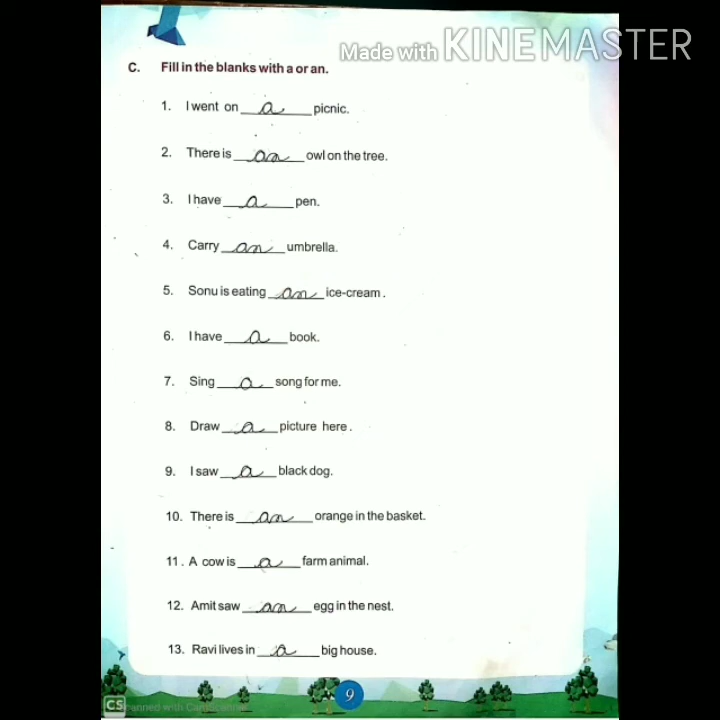 Made with KINEMASTER
C. Fill in the blanks with a or an.
1. I went on a picnic.
2. There is an owl on the tree.
3. I have a pen.
4. Carry an umbrella.
5. Sonu is eating an ice-cream.
6. I have a book.
7. Sing a song for me.
8. Draw a picture here.
9. I saw a black dog.
10. There is an orange in the basket.
11. A cow is a farm animal.
12. Amit saw an egg in the nest.
13. Ravi lives in a big house.
9
CS Scanned with CamScanner